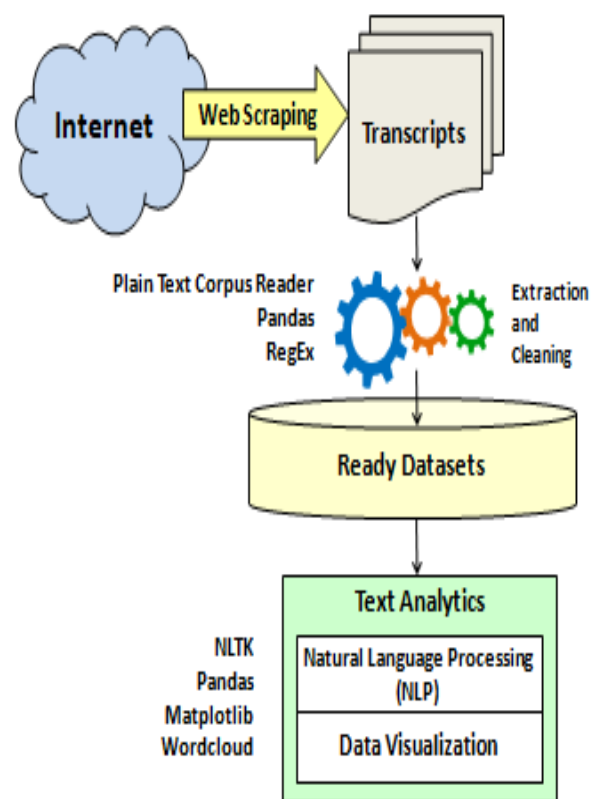 Internet
Web Scraping
Transcripts
Plain Text Corpus Reader
Pandas
RegEx
Extraction
and
Cleaning
Ready Datasets
Text Analytics
NLTK
Pandas
Matplotlib
Wordcloud
Natural Language Processing
(NLP)
Data Visualization